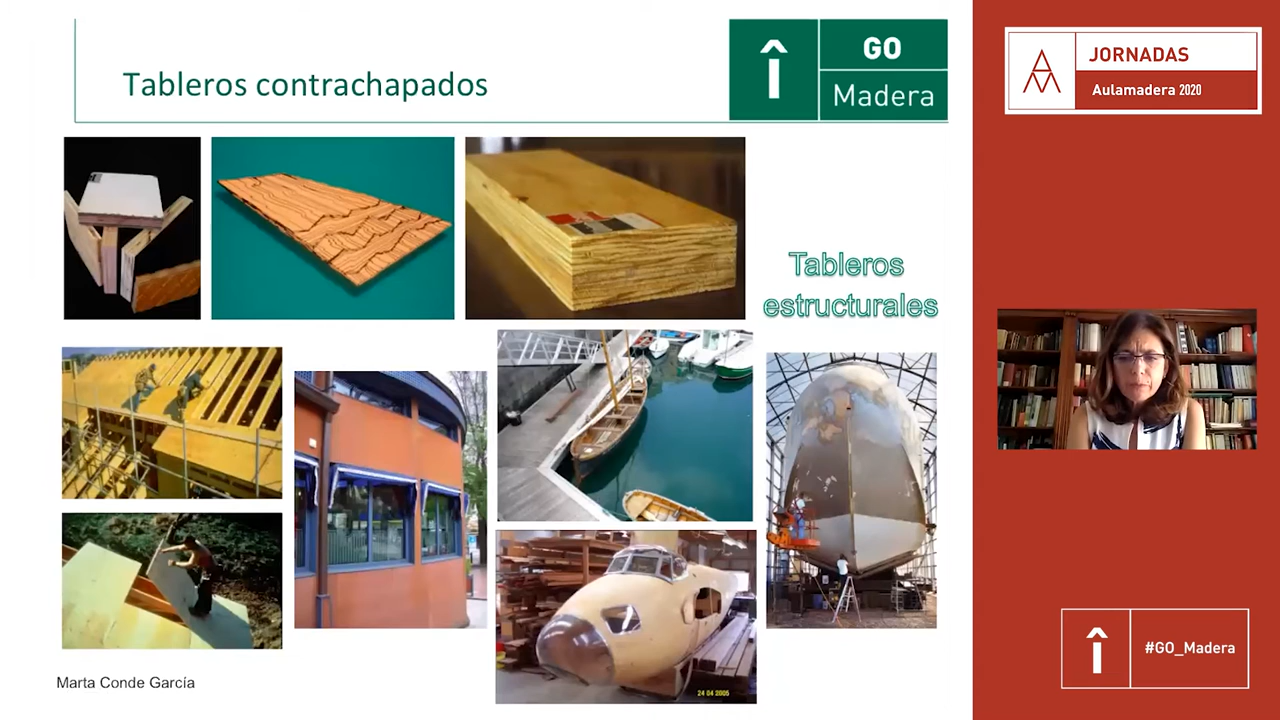 Tableros contrachapados
GO
Madera
Tableros
estructurales
24 04 2005
Marta Conde García
JORNADAS
Aulamadera 2020
#GO_Madera